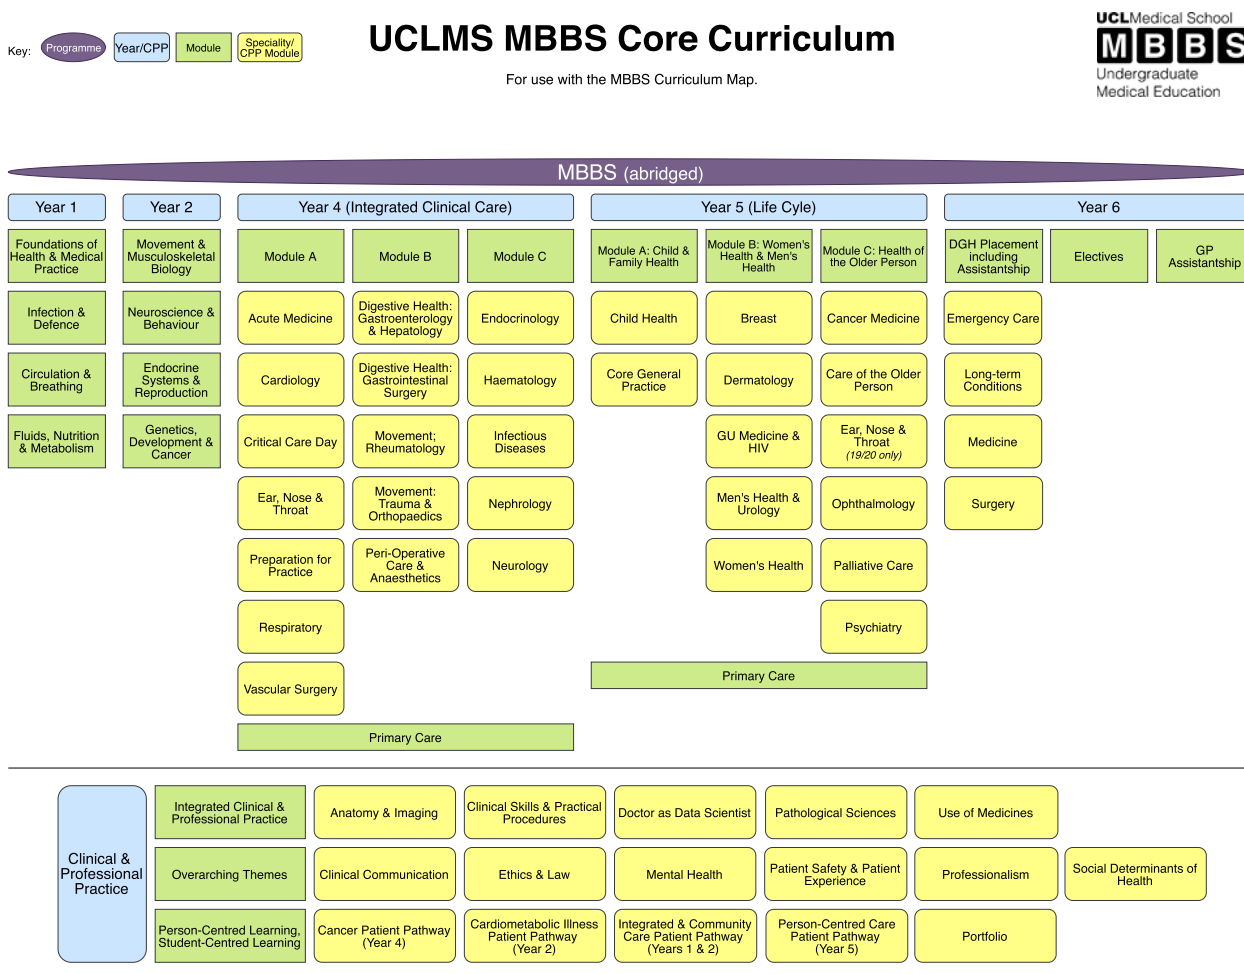 Key:
Programme
Year/CPP
Module
Speciality/
CPP Module
UCLMS MBBS Core Curriculum
For use with the MBBS Curriculum Map.
UCLMedical School
MBBS
Undergraduate
Medical Education
MBBS (abridged)
Year 1
Year 2
Year 4 (Integrated Clinical Care)
Year 5 (Life Cyle)
Year 6
Foundations of
Health & Medical
Practice
Movement &
Musculoskeletal
Biology
Module A
Module B
Module C
Module A: Child &
Family Health
Module B: Women's
Health & Men's
Health
Module C: Health of
the Older Person
DGH Placement
including
Assistantship
Electives
GP
Assistantship
Infection &
Defence
Neuroscience &
Behaviour
Acute Medicine
Digestive Health:
Gastroenterology
& Hepatology
Endocrinology
Child Health
Breast
Cancer Medicine
Emergency Care
Circulation &
Breathing
Endocrine
Systems &
Reproduction
Cardiology
Digestive Health:
Gastrointestinal
Surgery
Haematology
Core General
Practice
Dermatology
Care of the Older
Person
Long-term
Conditions
Fluids, Nutrition
& Metabolism
Genetics,
Development &
Cancer
Critical Care Day
Movement;
Rheumatology
Infectious
Diseases
GU Medicine &
HIV
Ear, Nose &
Throat
(19/20 only)
Medicine
Ear, Nose &
Throat
Movement:
Trauma &
Orthopaedics
Nephrology
Men's Health &
Urology
Ophthalmology
Surgery
Preparation for
Practice
Peri-Operative
Care &
Anaesthetics
Neurology
Women's Health
Palliative Care
Respiratory
Psychiatry
Vascular Surgery
Primary Care
Primary Care
Clinical &
Professional
Practice
Integrated Clinical &
Professional Practice
Anatomy & Imaging
Clinical Skills & Practical
Procedures
Doctor as Data Scientist
Pathological Sciences
Use of Medicines
Overarching Themes
Clinical Communication
Ethics & Law
Mental Health
Patient Safety & Patient
Experience
Professionalism
Social Determinants of
Health
Person-Centred Learning,
Student-Centred Learning
Cancer Patient Pathway
(Year 4)
Cardiometabolic Illness
Patient Pathway
(Year 2)
Integrated & Community
Care Patient Pathway
(Years 1 & 2)
Person-Centred Care
Patient Pathway
(Year 5)
Portfolio